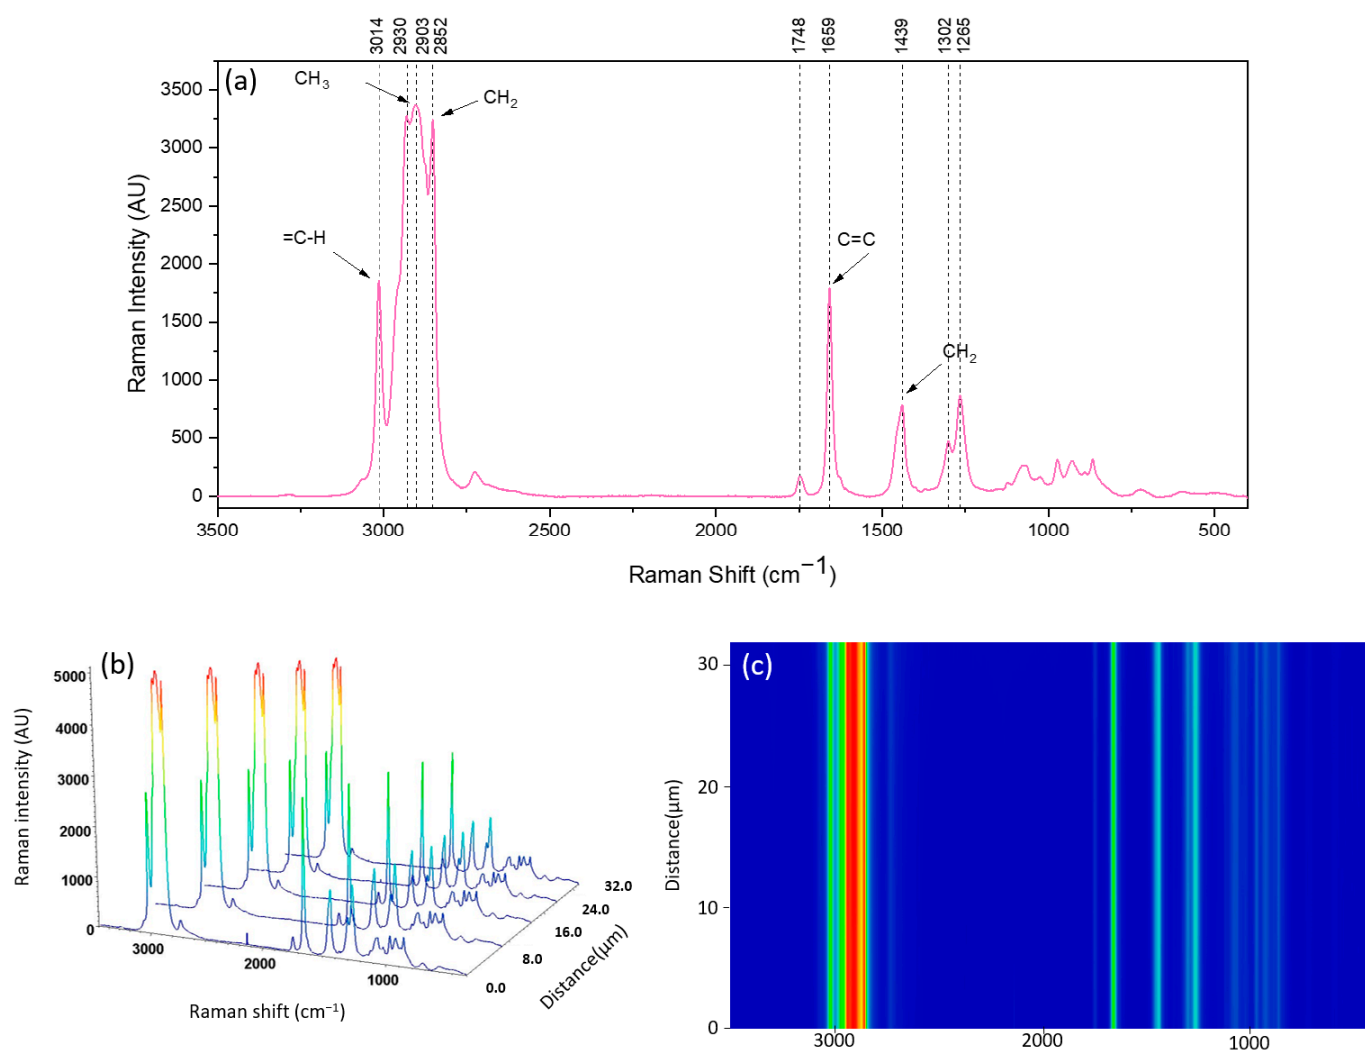 3014 2930 2903 2852 1748 1659 1439 1302 1265
(a)
CH₃
CH₂
=C-H
C=C
CH₂
3500
3000
2500
2000
1500
1000
500
0
Raman Intensity (AU)
3500 3000 2500 2000 1500 1000 500
Raman Shift (cm⁻¹)
(b)
5000
4000
3000
2000
1000
0
Raman intensity (AU)
3000 2000 1000
Raman shift (cm⁻¹)
32.0
24.0
16.0
8.0
0.0
Distance(μm)
(c)
30
20
10
0
Distance(μm)
3000 2000 1000